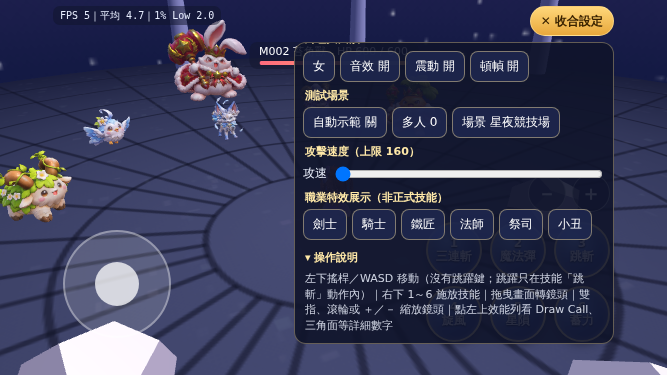 FPS 5｜平均 4.7｜1% Low 2.0
✕ 收合設定
M002
女
音效 開
震動 開
頓幀 開
測試場景
自動示範 關
多人 0
場景 星夜競技場
攻擊速度（上限 160）
攻速
職業特效展示（非正式技能）
劍士
騎士
鐵匠
法師
祭司
小丑
▾ 操作說明
左下搖桿／WASD 移動（沒有跳躍鍵；跳躍只在技能「跳
斬」動作內）｜右下 1～6 施放技能｜拖曳畫面轉鏡頭｜雙
指、滾輪或 ＋／－ 縮放鏡頭｜點左上效能列看 Draw Call、
三角面等詳細數字